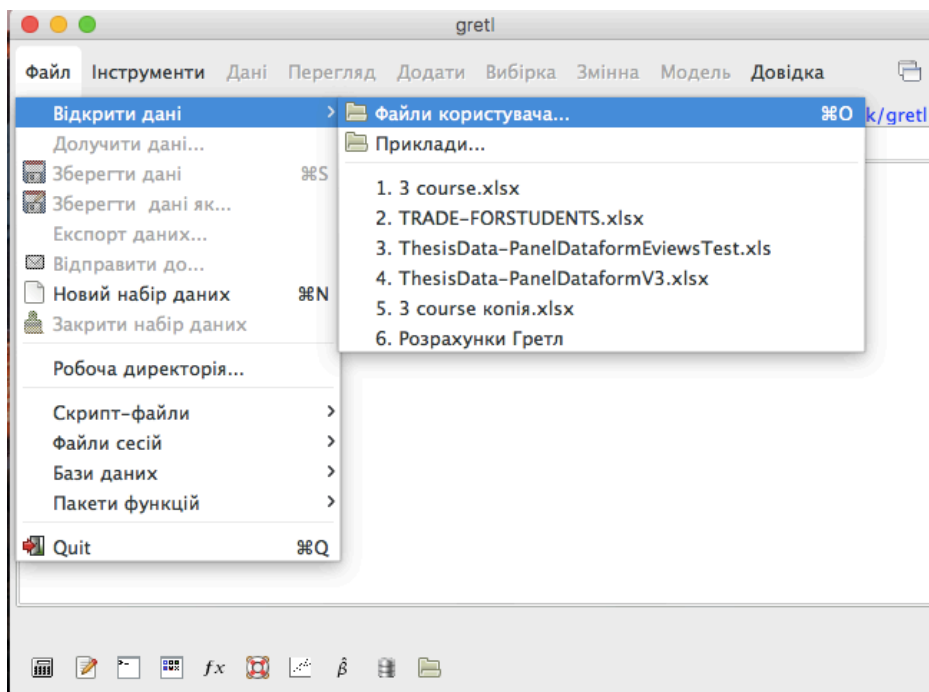 gretl
Файл Інструменти Дані Перегляд Додати Вибірка Змінна Модель Довідка
Відкрити дані >
Долучити дані...
Зберегти дані ⌘S
Зберегти дані як...
Експорт даних...
Відправити до...
Новий набір даних ⌘N
Закрити набір даних
Робоча директорія...
Скрипт-файли >
Файли сесій >
Бази даних >
Пакети функцій >
Quit ⌘Q
Файли користувача... ⌘O
Приклади...
1. 3 course.xlsx
2. TRADE-FORSTUDENTS.xlsx
3. ThesisData-PanelDataformEviewsTest.xls
4. ThesisData-PanelDataformV3.xlsx
5. 3 course копія.xlsx
6. Розрахунки Гретл
k/gretl
fx
β̂